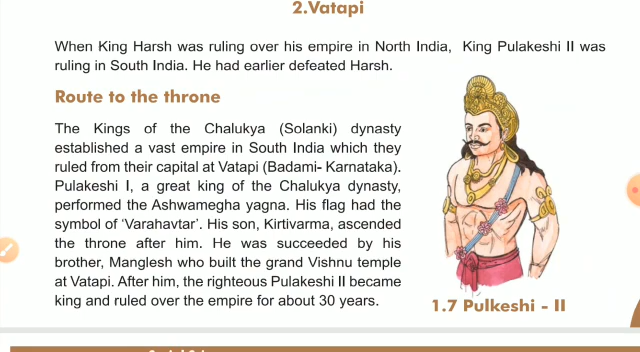 2.Vatapi
When King Harsh was ruling over his empire in North India, King Pulakeshi II was
ruling in South India. He had earlier defeated Harsh.
Route to the throne
The Kings of the Chalukya (Solanki) dynasty
established a vast empire in South India which they
ruled from their capital at Vatapi (Badami- Karnataka).
Pulakeshi I, a great king of the Chalukya dynasty,
performed the Ashwamegha yagna. His flag had the
symbol of 'Varahavtar'. His son, Kirtivarma, ascended
the throne after him. He was succeeded by his
brother, Manglesh who built the grand Vishnu temple
at Vatapi. After him, the righteous Pulakeshi II became
king and ruled over the empire for about 30 years.
1.7 Pulkeshi - II